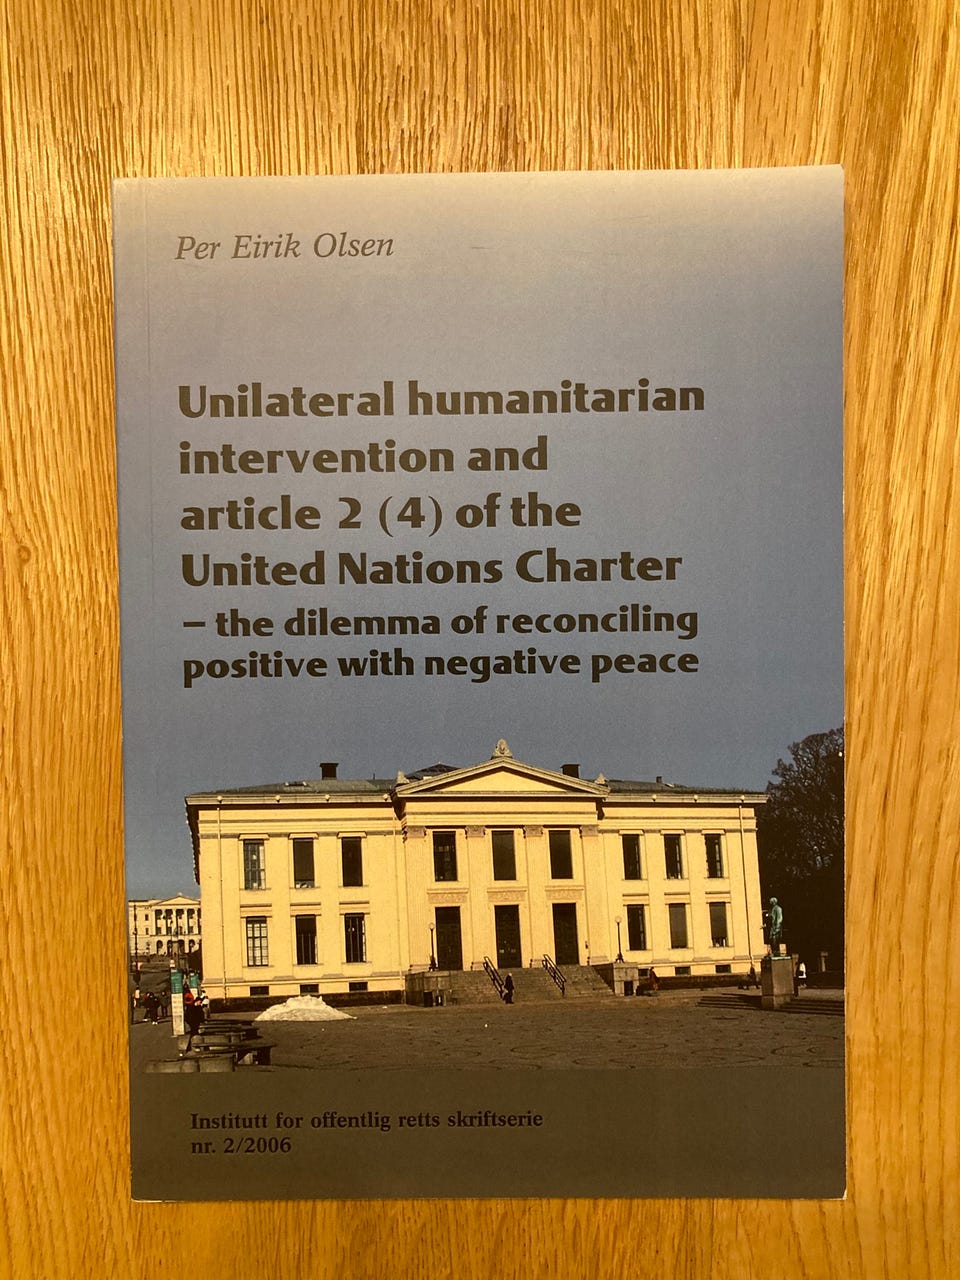 Per Eirik Olsen
Unilateral humanitarian
intervention and
article 2 (4) of the
United Nations Charter
– the dilemma of reconciling
positive with negative peace
Institutt for offentlig retts skriftserie
nr. 2/2006